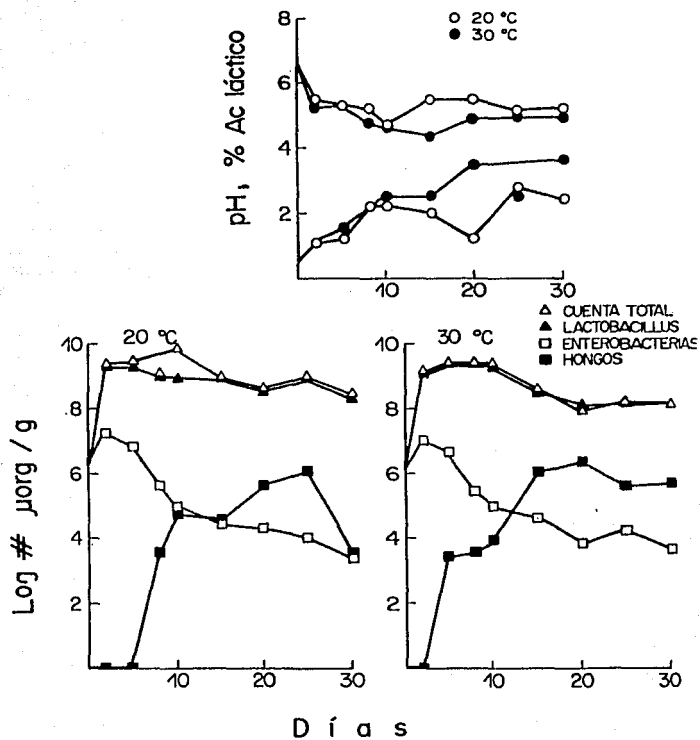 8
6
4
2
pH, % Ac láctico
○ 20 °C
● 30 °C
10 20 30
△ CUENTA TOTAL
▲ LACTOBACILLUS
□ ENTEROBACTERIAS
■ HONGOS
20 °C
30 °C
10
8
6
4
2
10
8
6
4
2
Log # µorg / g
10 20 30
10 20 30
Días